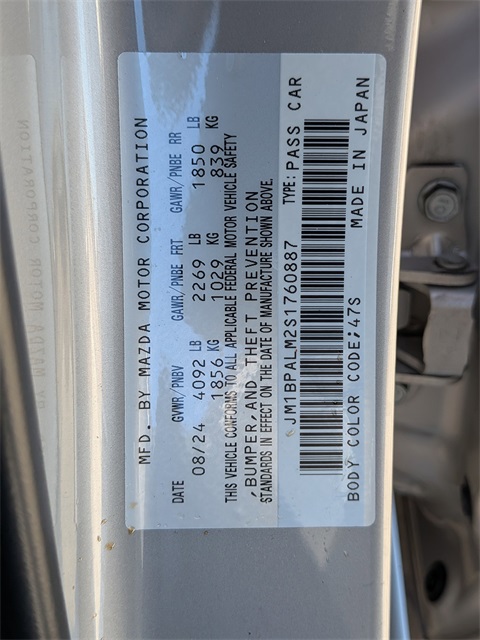 MFD. BY MAZDA MOTOR CORPORATION
DATE GVWR/PNBV GAWR/PNBE FRT GAWR/PNBE RR
08/24 4092 LB 2269 LB 1850 LB
1856 KG 1029 KG 839 KG
THIS VEHICLE CONFORMS TO ALL APPLICABLE FEDERAL MOTOR VEHICLE SAFETY
,BUMPER,AND THEFT PREVENTION
STANDARDS IN EFFECT ON THE DATE OF MANUFACTURE SHOWN ABOVE.
JM1BPALM2S1760887 TYPE: PASS CAR
BODY COLOR CODE;47S MADE IN JAPAN